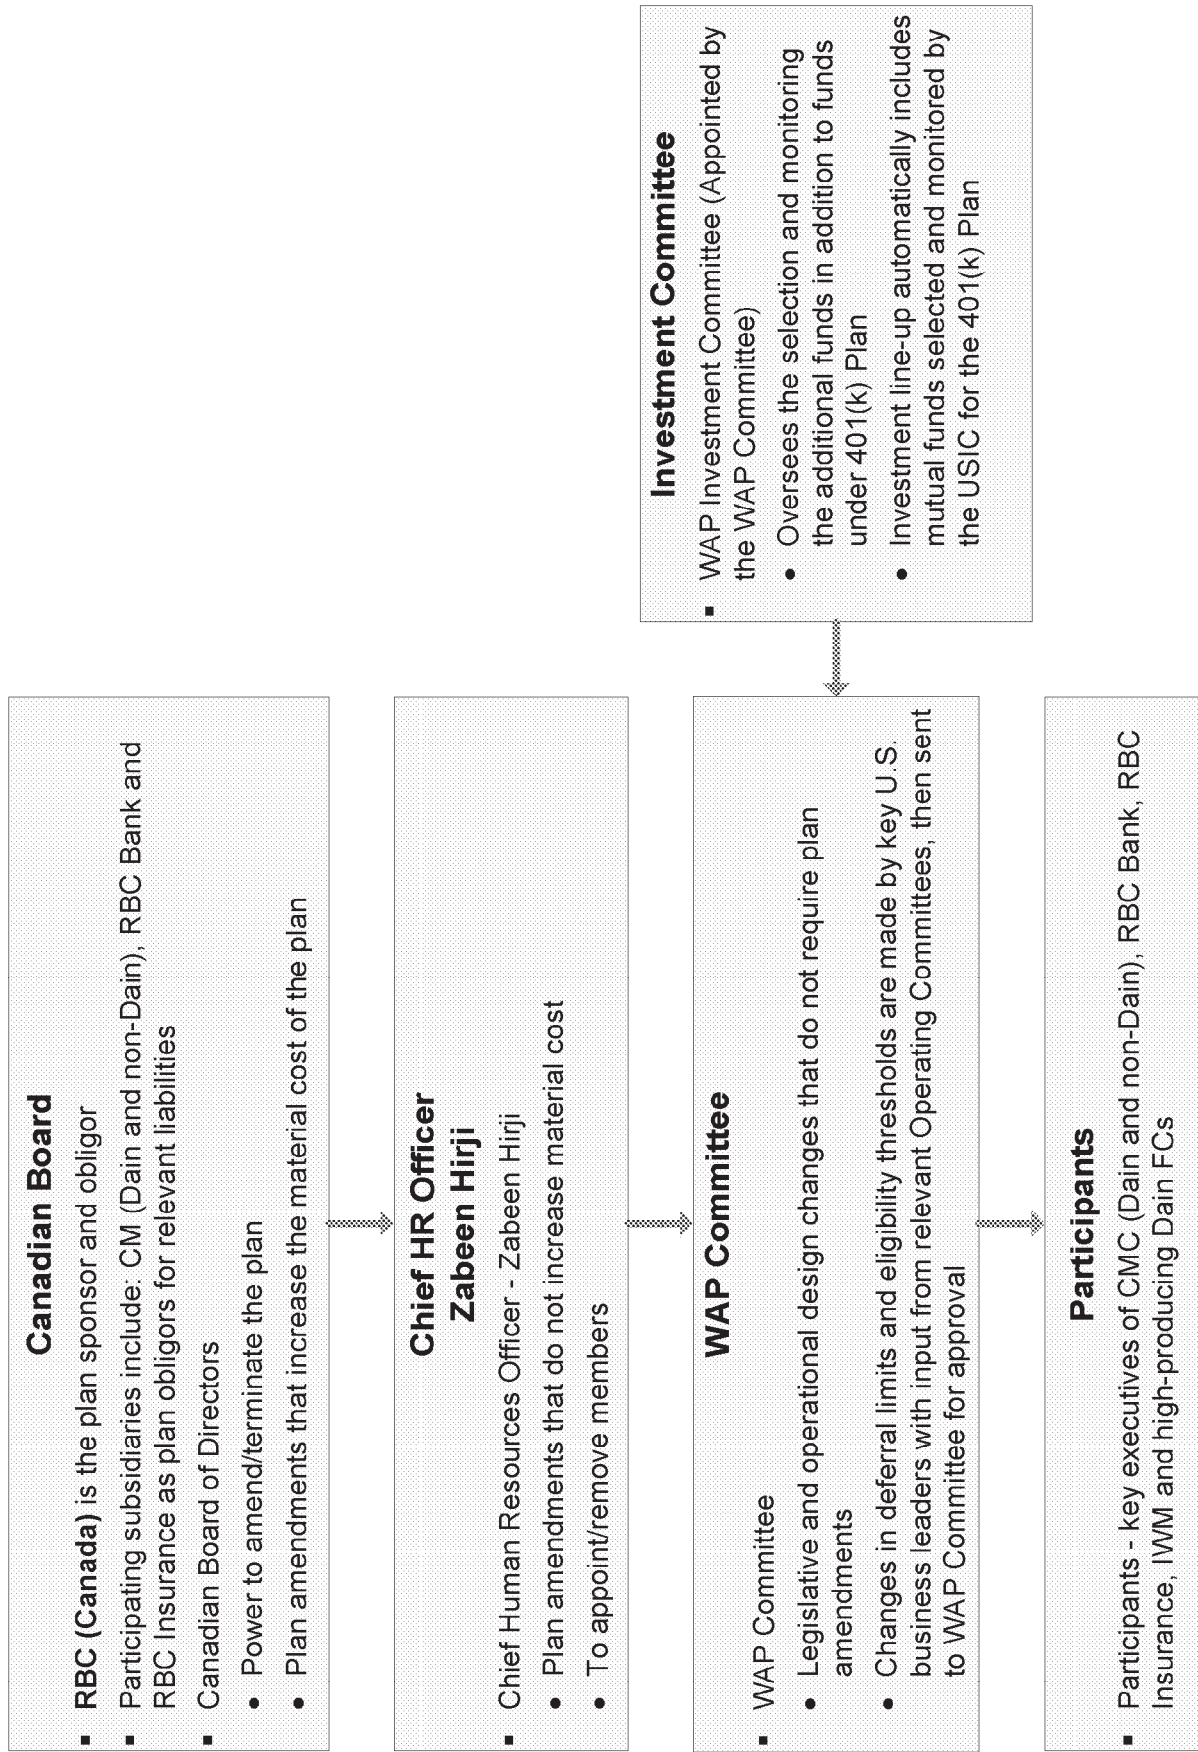 Canadian Board
▪ RBC (Canada) is the plan sponsor and obligor
▪ Participating subsidiaries include: CM (Dain and non-Dain), RBC Bank and
RBC Insurance as plan obligors for relevant liabilities
▪ Canadian Board of Directors
• Power to amend/terminate the plan
• Plan amendments that increase the material cost of the plan
Chief HR Officer
Zabeen Hirji
▪ Chief Human Resources Officer - Zabeen Hirji
• Plan amendments that do not increase material cost
• To appoint/remove members
WAP Committee
▪ WAP Committee
• Legislative and operational design changes that do not require plan
amendments
• Changes in deferral limits and eligibility thresholds are made by key U.S.
business leaders with input from relevant Operating Committees, then sent
to WAP Committee for approval
Investment Committee
▪ WAP Investment Committee (Appointed by
the WAP Committee)
• Oversees the selection and monitoring
the additional funds in addition to funds
under 401(k) Plan
• Investment line-up automatically includes
mutual funds selected and monitored by
the USIC for the 401(k) Plan
Participants
▪ Participants - key executives of CMC (Dain and non-Dain), RBC Bank, RBC
Insurance, IWM and high-producing Dain FCs